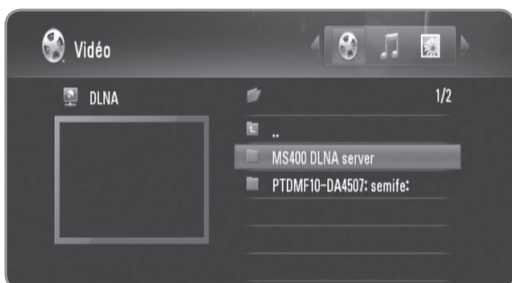 Vidéo
DLNA
1/2
..
MS400 DLNA server
PTDMF10-DA4507: semife: